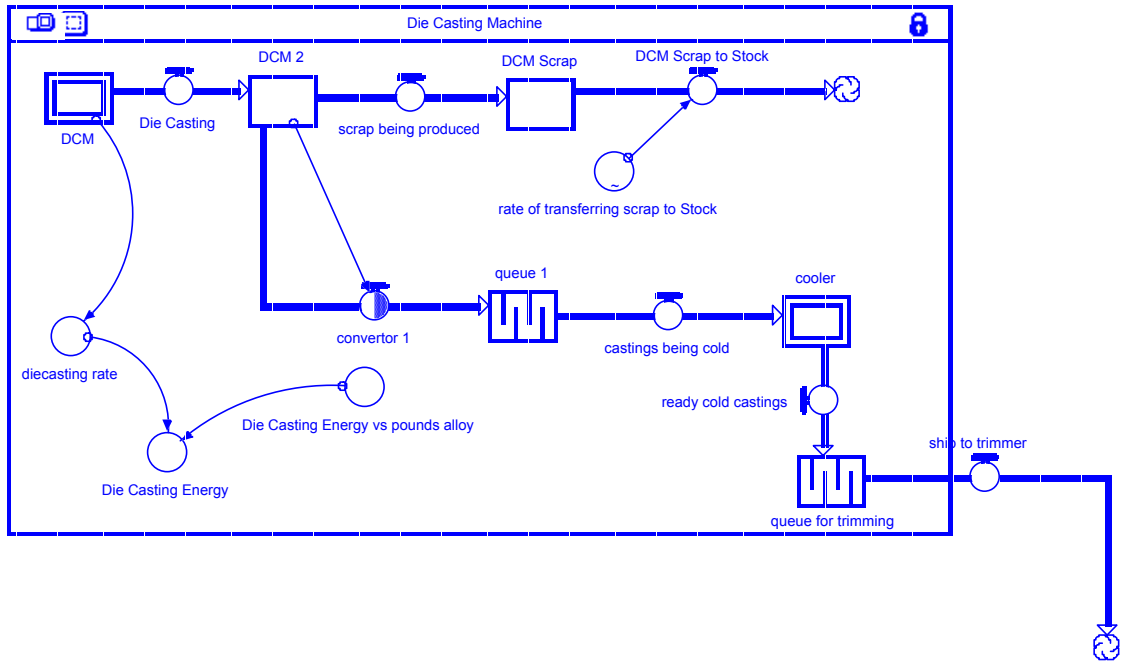 Die Casting Machine
DCM 2
DCM Scrap
DCM Scrap to Stock
DCM
Die Casting
scrap being produced
~
rate of transferring scrap to Stock
queue 1
cooler
convertor 1
castings being cold
diecasting rate
ready cold castings
Die Casting Energy vs pounds alloy
ship to trimmer
Die Casting Energy
queue for trimming